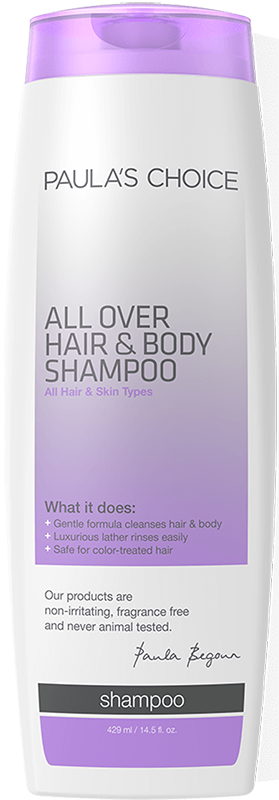 PAULA'S CHOICE
ALL OVER
HAIR & BODY
SHAMPOO
All Hair & Skin Types
What it does:
+ Gentle formula cleanses hair & body
+ Luxurious lather rinses easily
+ Safe for color-treated hair
Our products are
non-irritating, fragrance free
and never animal tested.
Paula Begoun
shampoo
429 ml / 14.5 fl. oz.